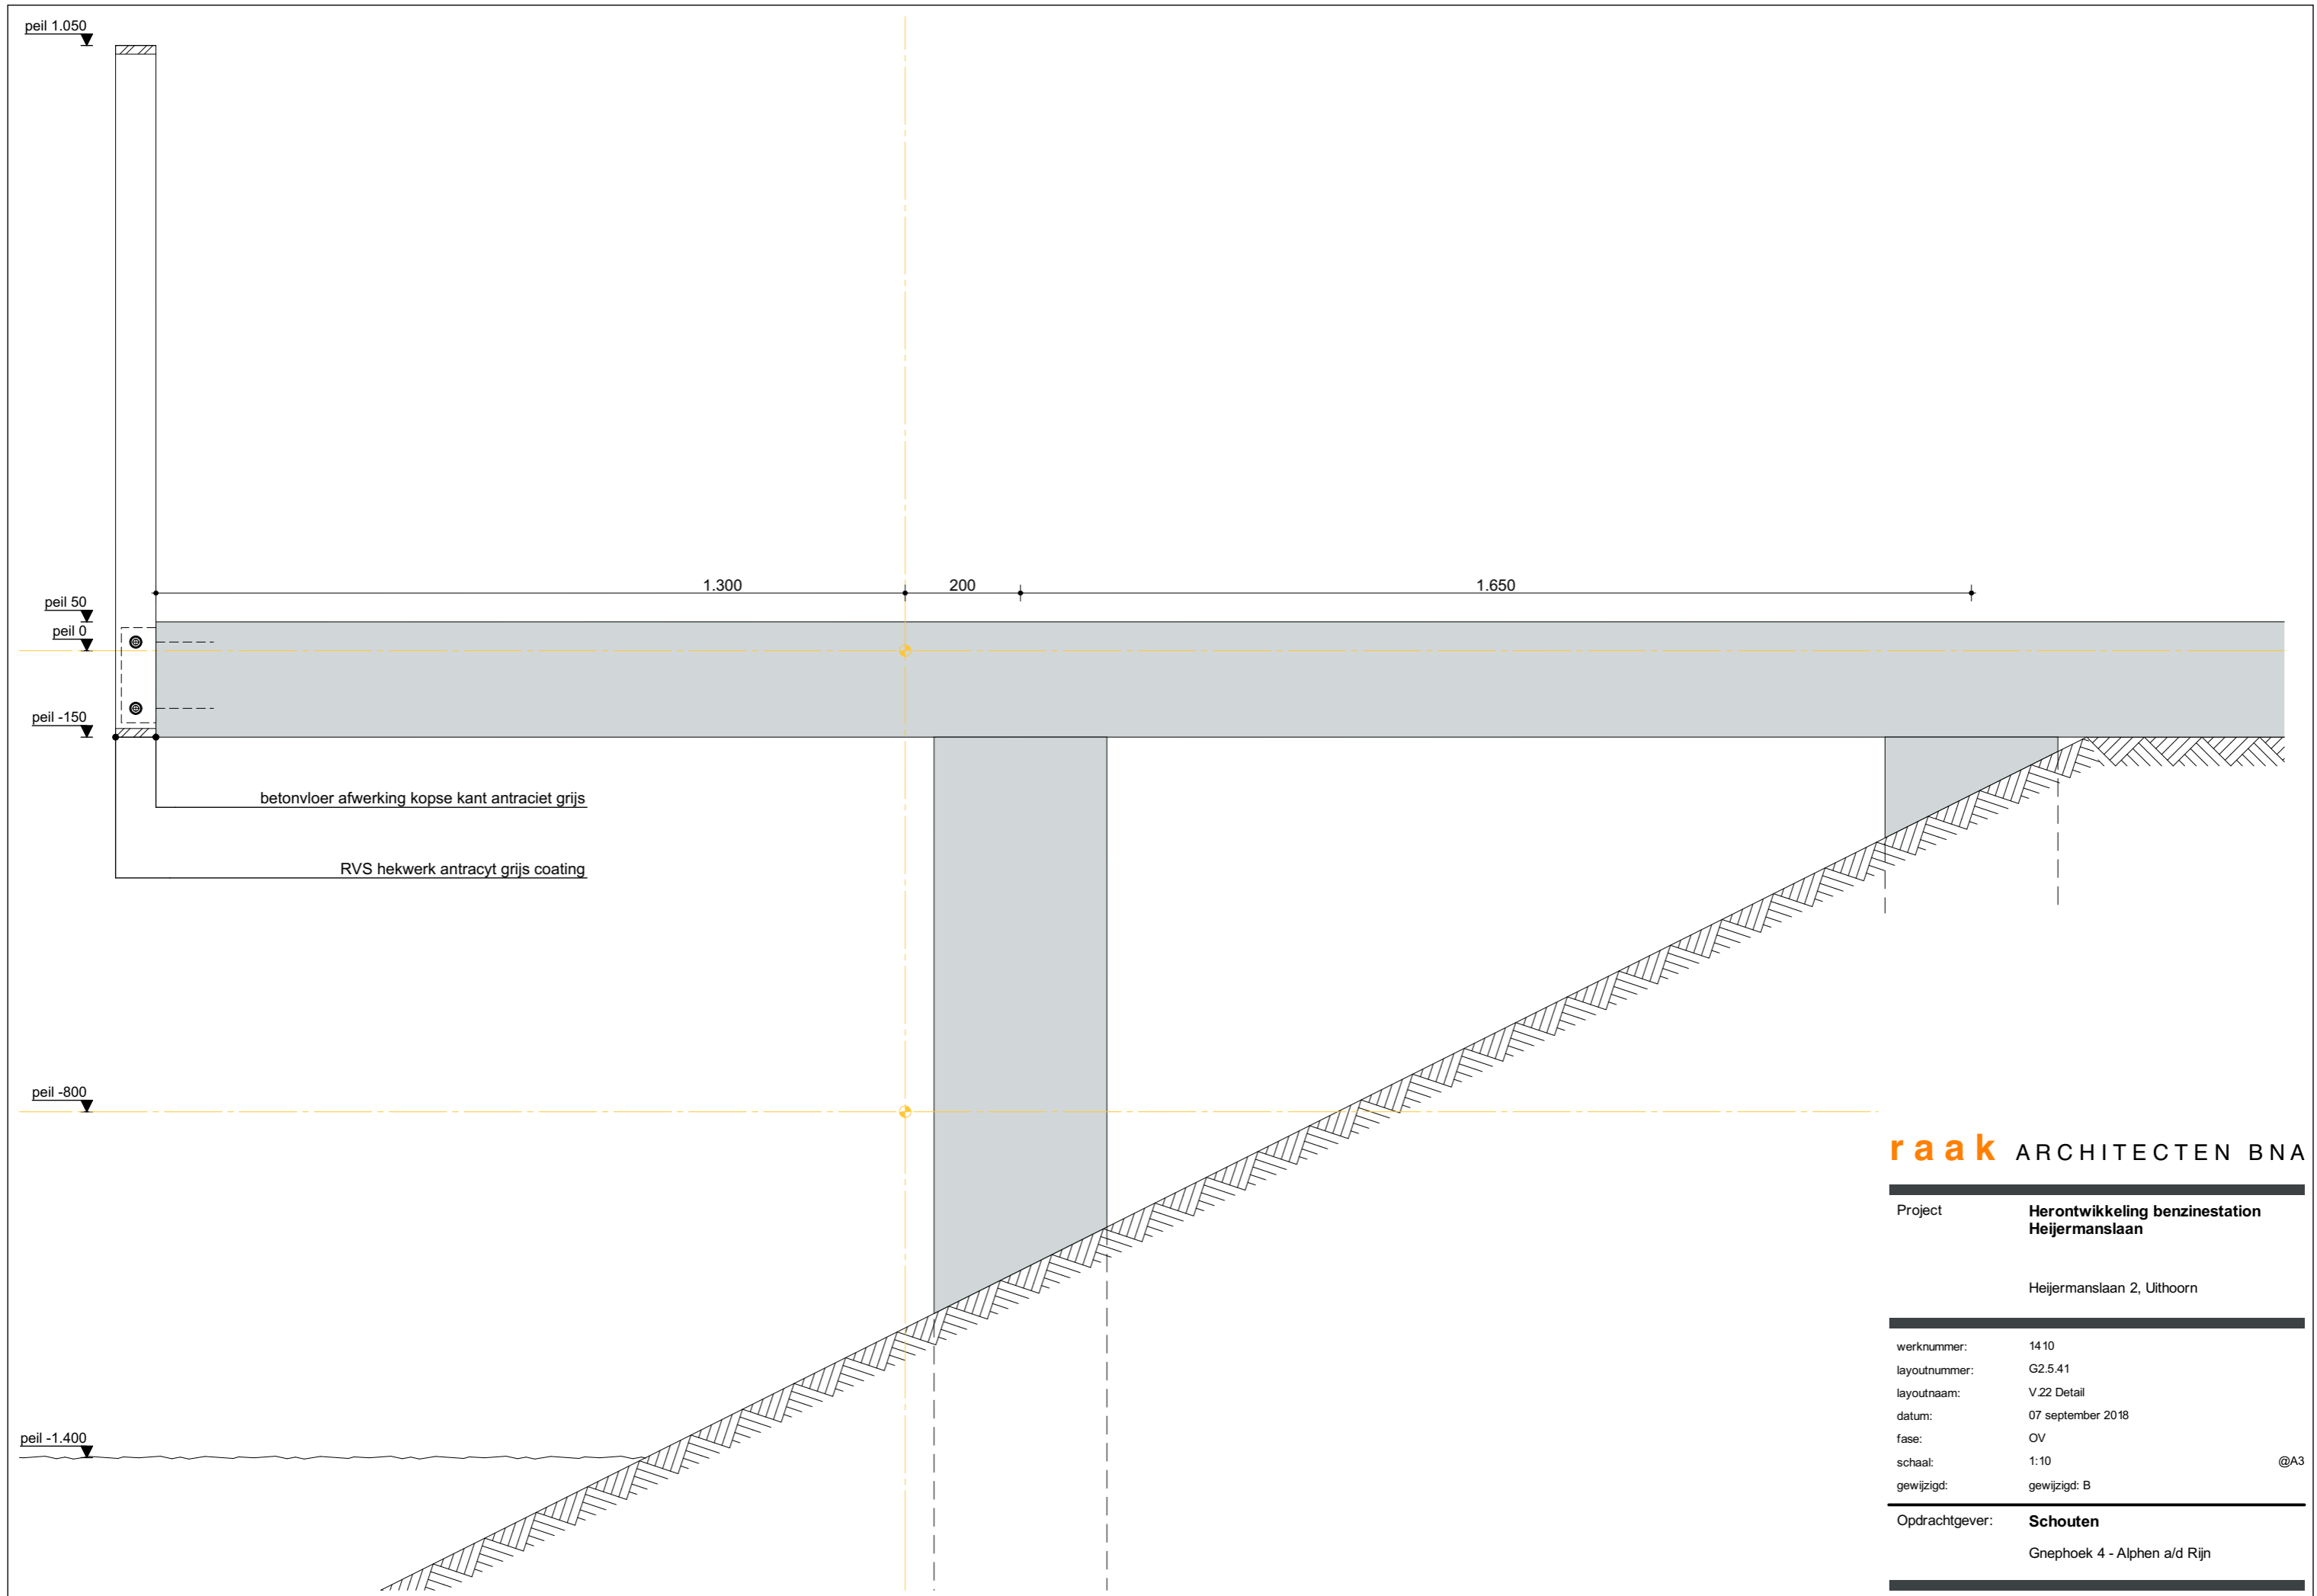 peil 1.050
1.300
200
1.650
peil 50
peil 0
peil -150
betonvloer afwerking kopse kant antraciet grijs
RVS hekwerk antracyt grijs coating
peil -800
peil -1.400
raak ARCHITECTEN BNA
Project Herontwikkeling benzinestation
Heijermanslaan
Heijermanslaan 2, Uithoorn
werknummer: 1410
layoutnummer: G2.5.41
layoutnaam: V.22 Detail
datum: 07 september 2018
fase: OV
schaal: 1:10 @A3
gewijzigd: gewijzigd: B
Opdrachtgever: Schouten
Gnephoek 4 - Alphen a/d Rijn